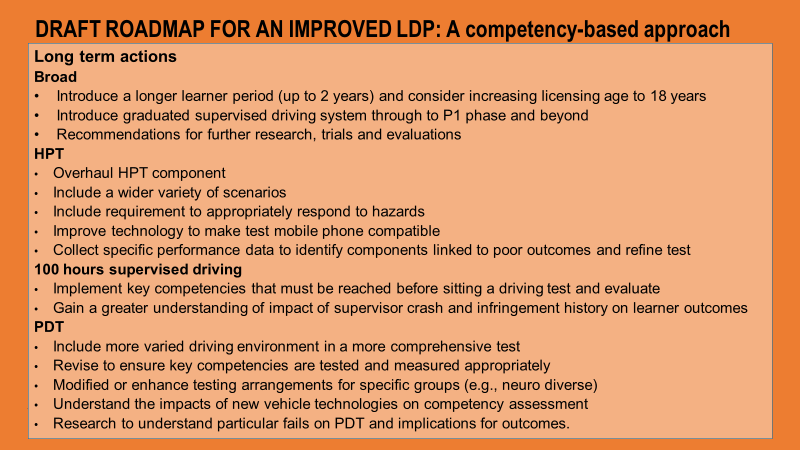 DRAFT ROADMAP FOR AN IMPROVED LDP: A competency-based approach
Long term actions
Broad
• Introduce a longer learner period (up to 2 years) and consider increasing licensing age to 18 years
• Introduce graduated supervised driving system through to P1 phase and beyond
• Recommendations for further research, trials and evaluations
HPT
• Overhaul HPT component
• Include a wider variety of scenarios
• Include requirement to appropriately respond to hazards
• Improve technology to make test mobile phone compatible
• Collect specific performance data to identify components linked to poor outcomes and refine test
100 hours supervised driving
• Implement key competencies that must be reached before sitting a driving test and evaluate
• Gain a greater understanding of impact of supervisor crash and infringement history on learner outcomes
PDT
• Include more varied driving environment in a more comprehensive test
• Revise to ensure key competencies are tested and measured appropriately
• Modified or enhance testing arrangements for specific groups (e.g., neuro diverse)
• Understand the impacts of new vehicle technologies on competency assessment
• Research to understand particular fails on PDT and implications for outcomes.